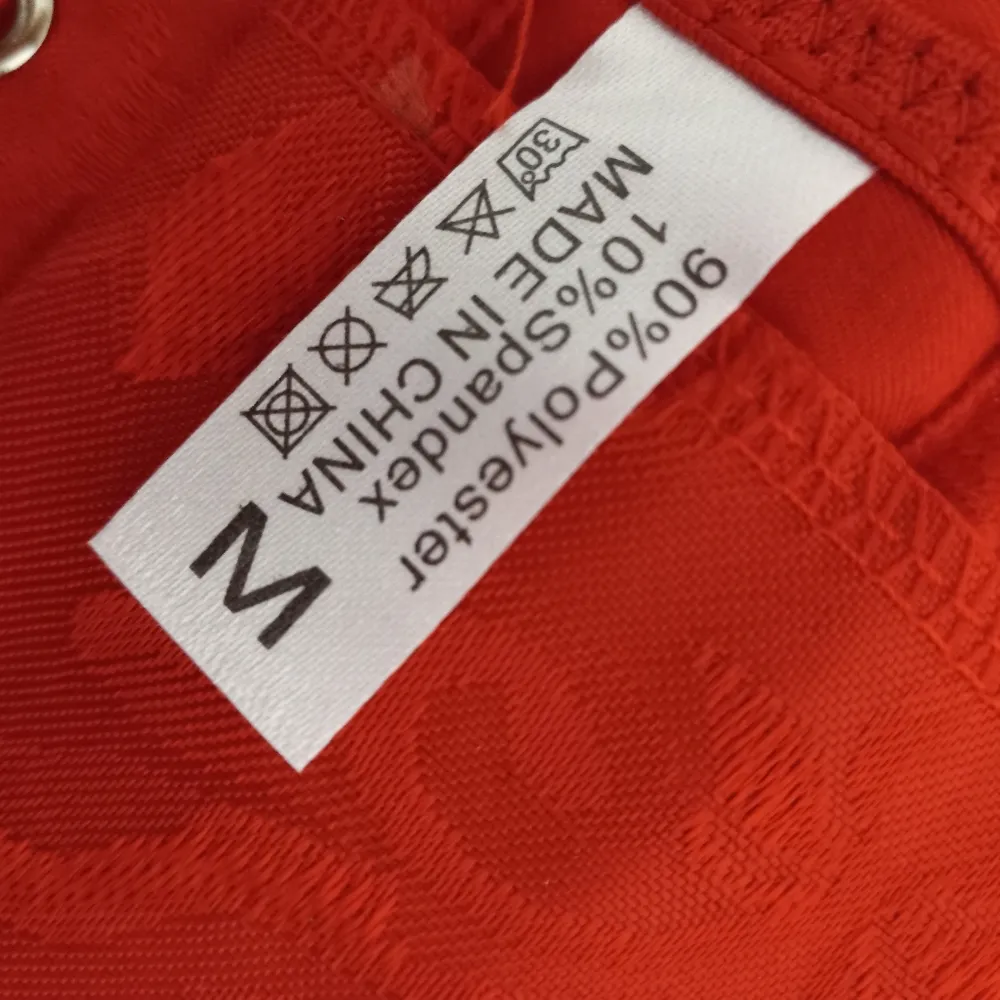 90%Polyester
10%Spandex
MADE IN CHINA
30°
M